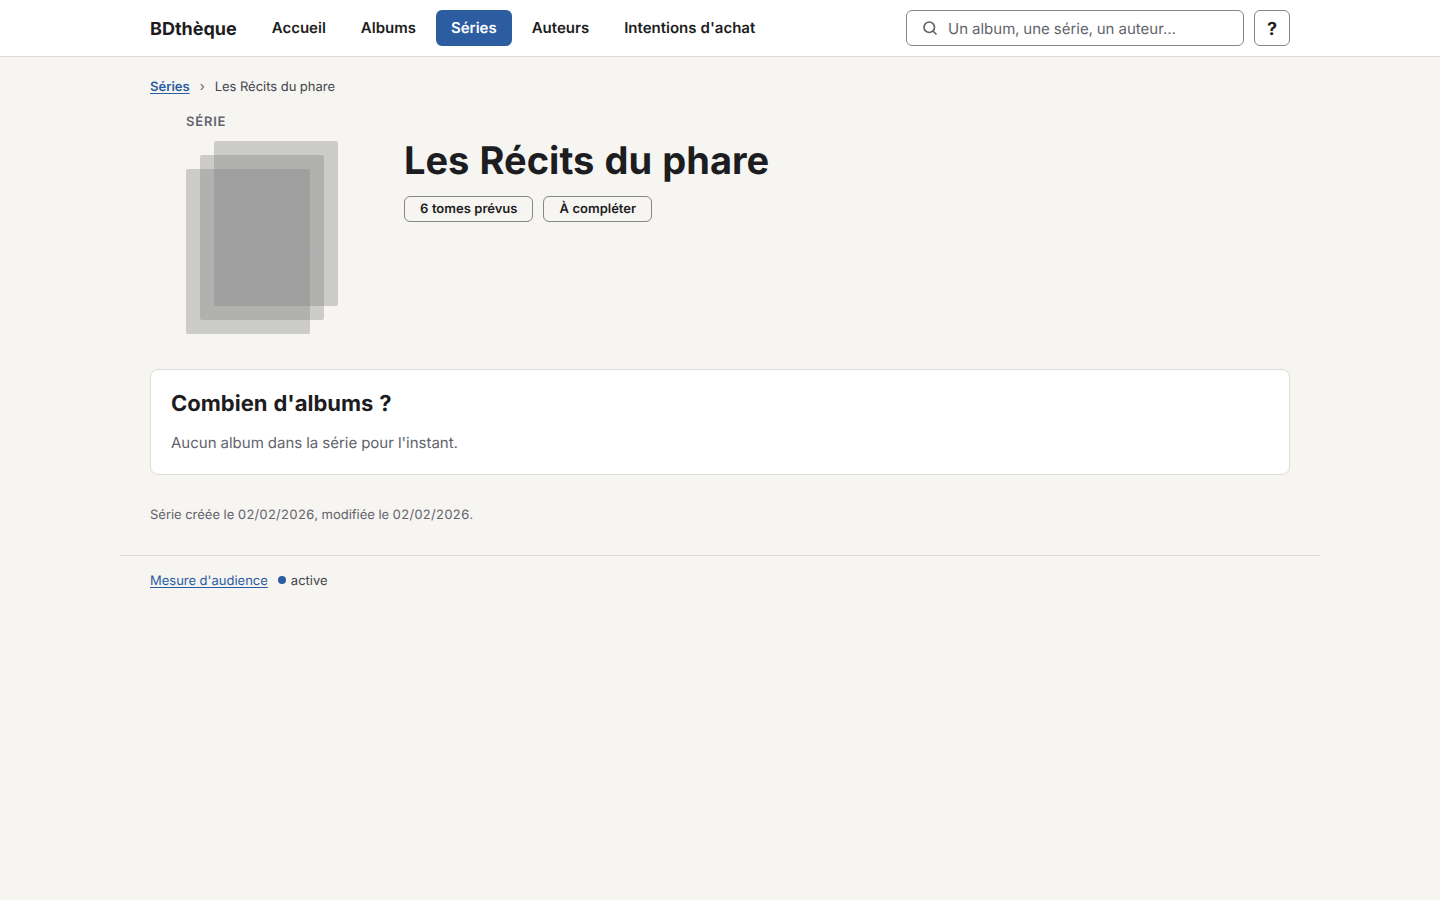 BDthèque Accueil Albums Séries Auteurs Intentions d'achat Un album, une série, un auteur... ?
Séries › Les Récits du phare
SÉRIE
Les Récits du phare
6 tomes prévus À compléter
Combien d'albums ?
Aucun album dans la série pour l'instant.
Série créée le 02/02/2026, modifiée le 02/02/2026.
Mesure d'audience active